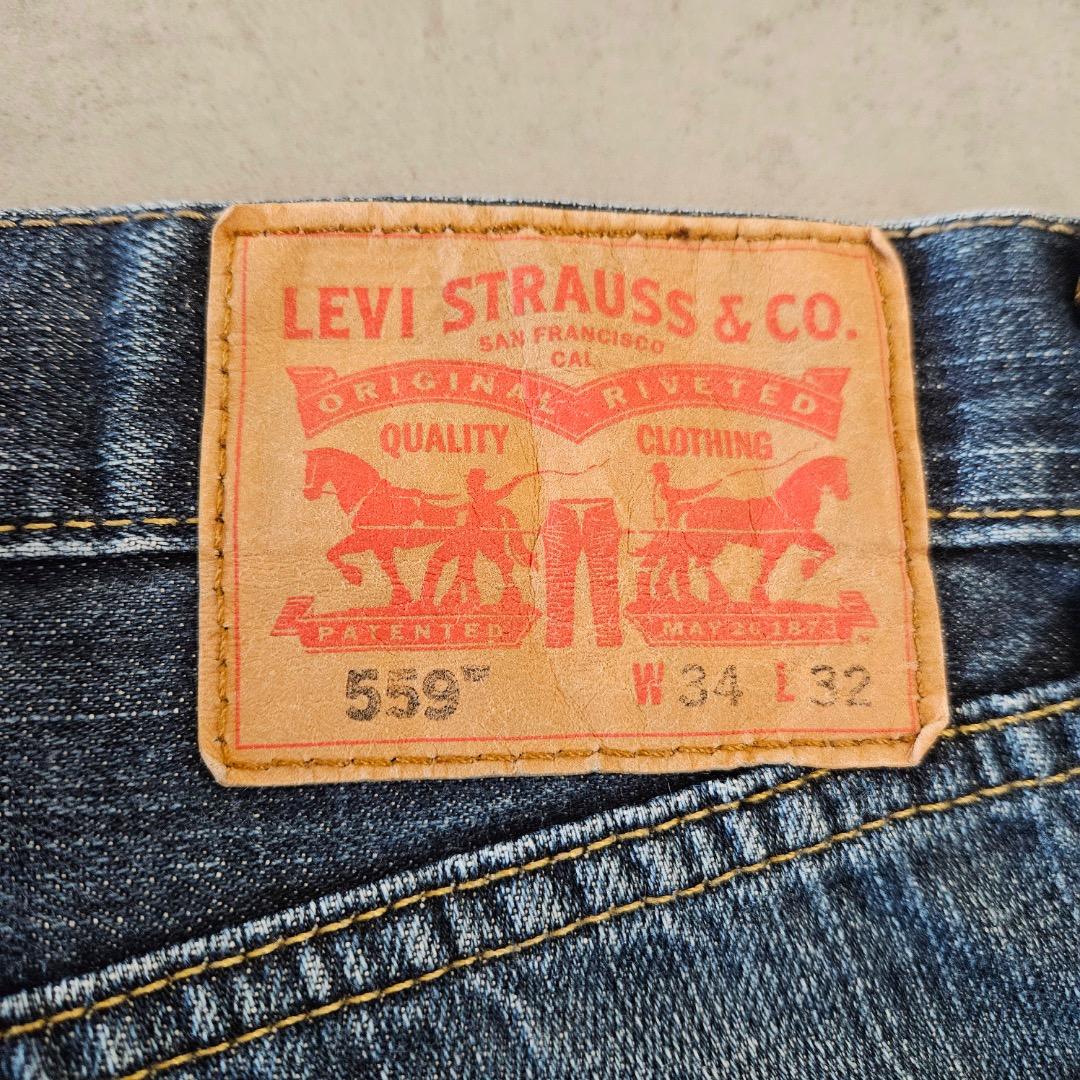 LEVI STRAUSS & CO.
SAN FRANCISCO
CAL
ORIGINAL RIVETED
QUALITY CLOTHING
PATENTED MAY 20 1873
559™ W 34 L 32